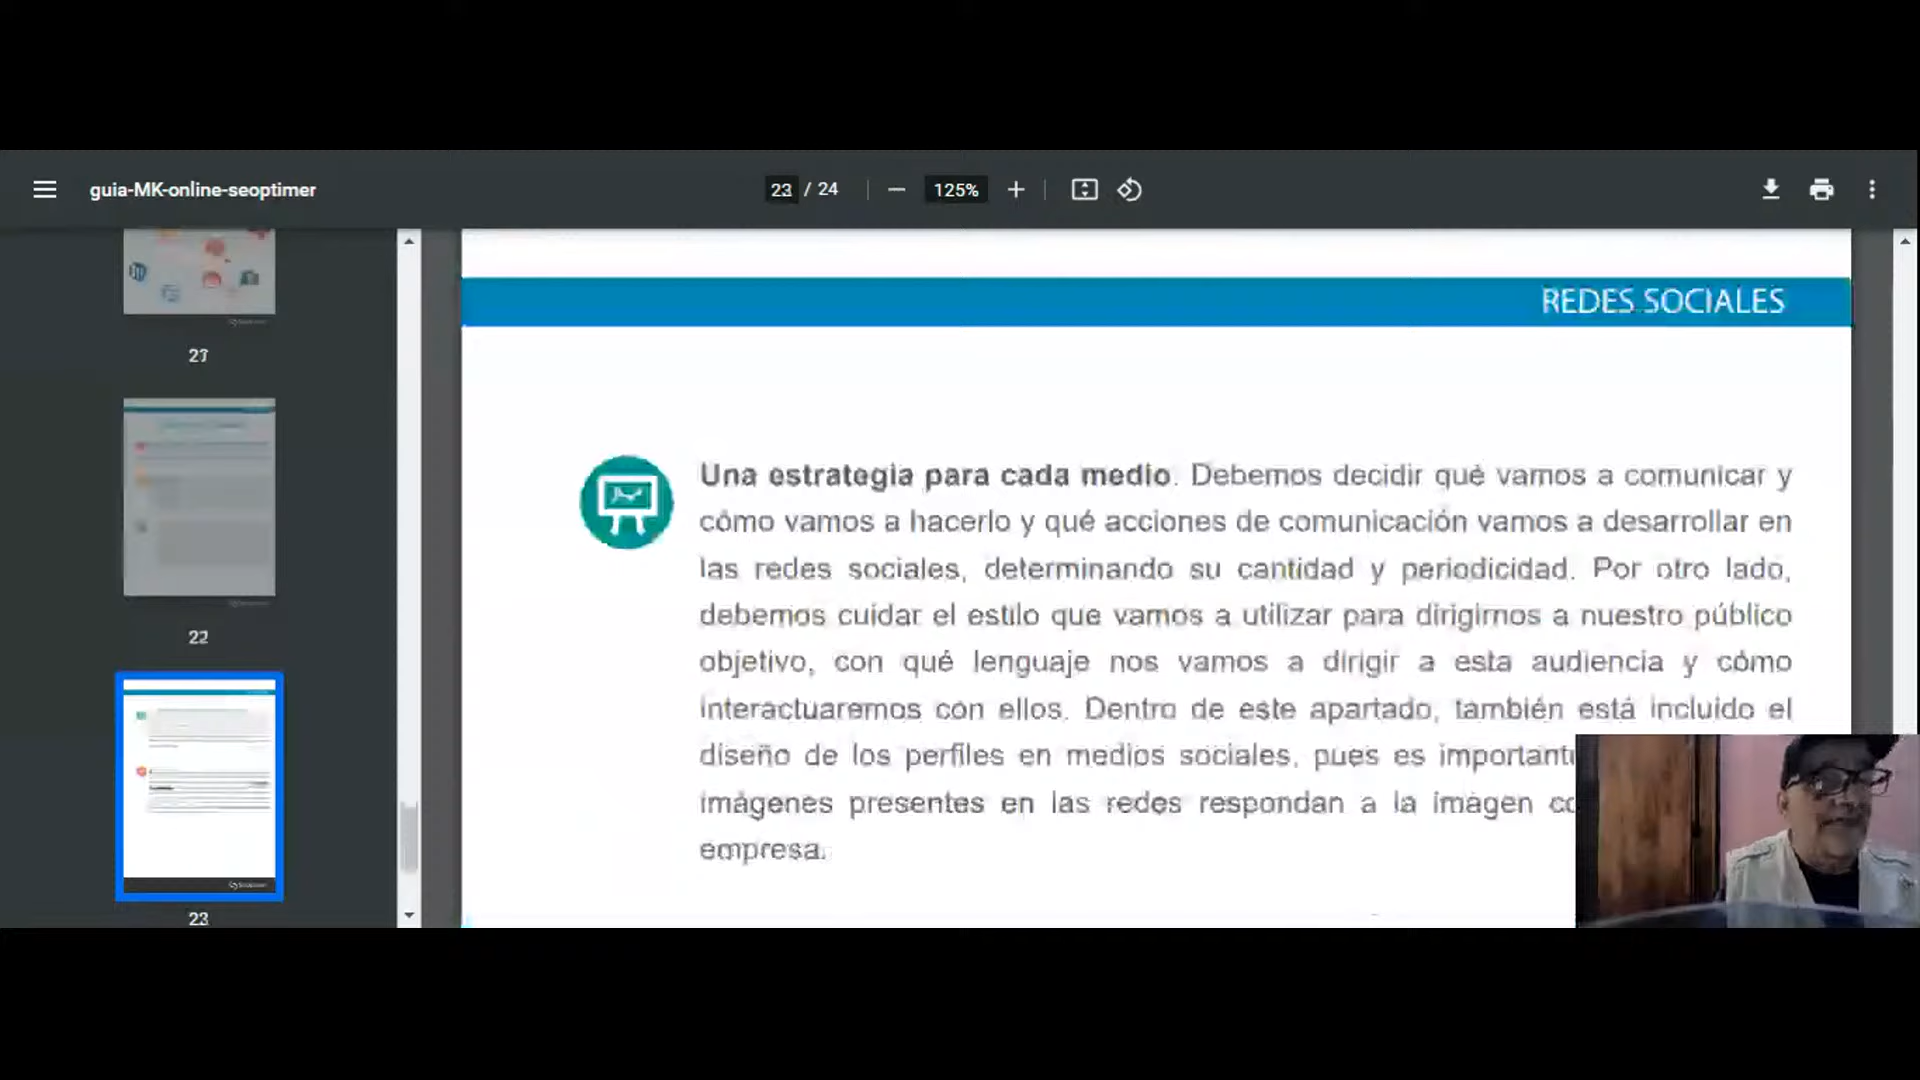 guia-MK-online-seoptimer
23 / 24
125%
21
22
23
REDES SOCIALES
Una estrategia para cada medio. Debemos decidir qué vamos a comunicar y
cómo vamos a hacerlo y qué acciones de comunicación vamos a desarrollar en
las redes sociales, determinando su cantidad y periodicidad. Por otro lado,
debemos cuidar el estilo que vamos a utilizar para dirigirnos a nuestro público
objetivo, con qué lenguaje nos vamos a dirigir a esta audiencia y cómo
interactuaremos con ellos. Dentro de este apartado, también está incluido el
diseño de los perfiles en medios sociales, pues es important
imágenes presentes en las redes respondan a la imagen co
empresa.